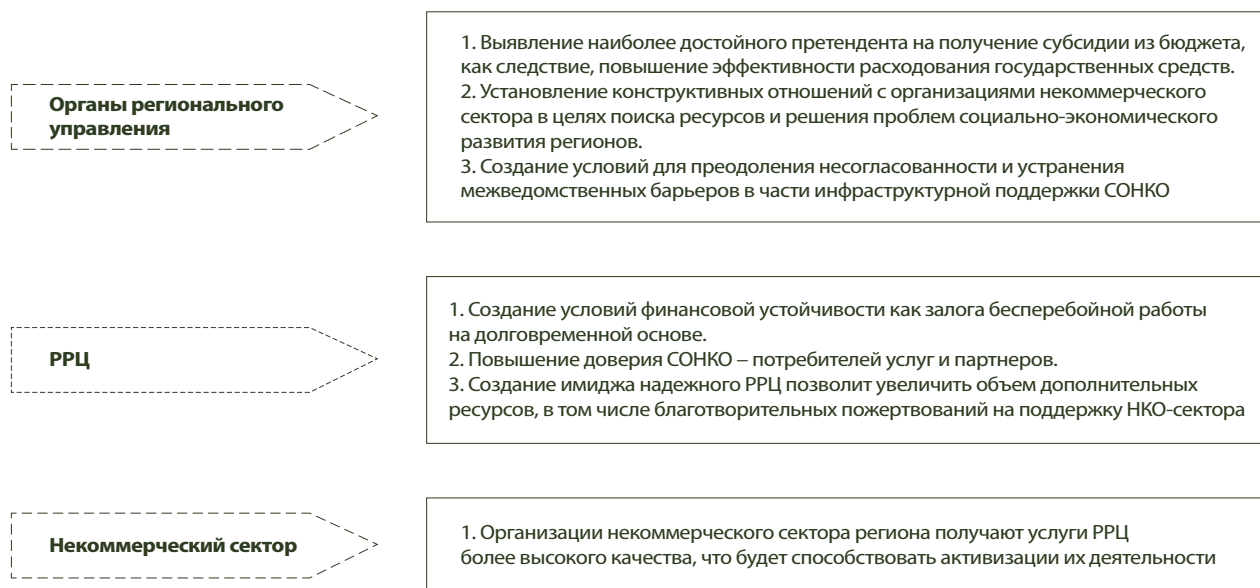 Органы регионального
управления
1. Выявление наиболее достойного претендента на получение субсидии из бюджета,
как следствие, повышение эффективности расходования государственных средств.
2. Установление конструктивных отношений с организациями некоммерческого
сектора в целях поиска ресурсов и решения проблем социально-экономического
развития регионов.
3. Создание условий для преодоления несогласованности и устранения
межведомственных барьеров в части инфраструктурной поддержки СОНКО
РРЦ
1. Создание условий финансовой устойчивости как залога бесперебойной работы
на долговременной основе.
2. Повышение доверия СОНКО – потребителей услуг и партнеров.
3. Создание имиджа надежного РРЦ позволит увеличить объем дополнительных
ресурсов, в том числе благотворительных пожертвований на поддержку НКО-сектора
Некоммерческий сектор
1. Организации некоммерческого сектора региона получают услуги РРЦ
более высокого качества, что будет способствовать активизации их деятельности